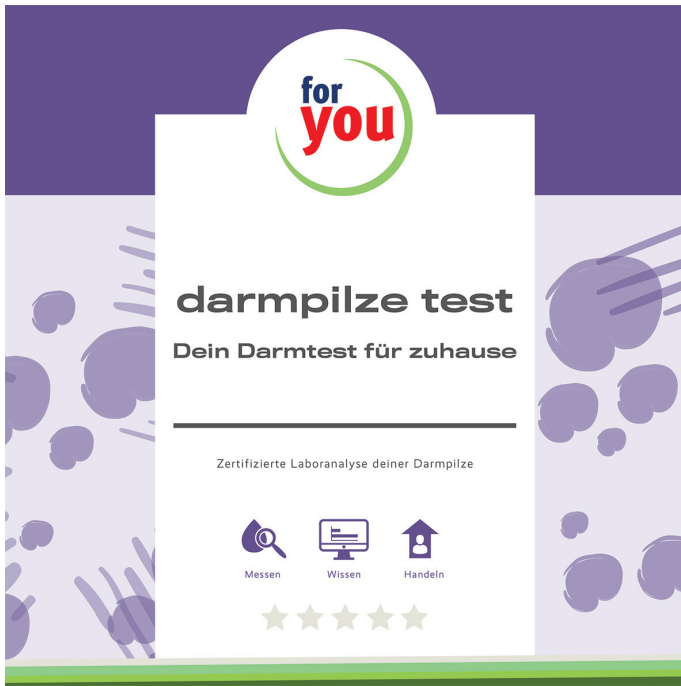 for
you
darmpilze test
Dein Darmtest für zuhause
Zertifizierte Laboranalyse deiner Darmpilze
Messen Wissen Handeln